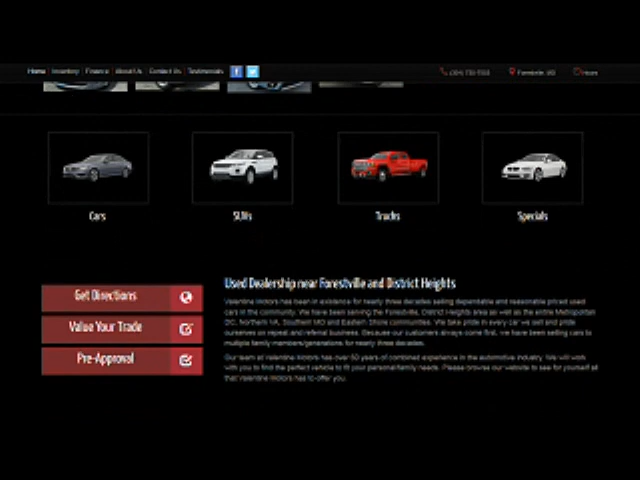 Home Inventory Finance About Us Contact Us Testimonials
Forestville, MD
Hours
Cars
SUVs
Trucks
Specials
Get Directions
Value Your Trade
Pre-Approval
Used Dealership near Forestville and District Heights
Valentine Motors has been in existence for nearly three decades selling dependable and reasonable priced used
cars in the community. We have been serving the Forestville, District Heights area as well as the entire Metropolitan
DC, Northern VA, Southern MD and Eastern Shore communities. We take pride in every car we sell and pride
ourselves on repeat and referral business. Because our customers always come first, we have been selling cars to
multiple family members/generations for nearly three decades.
Our team at Valentine Motors has over 50 years of combined experience in the automotive industry. We will work
with you to find the perfect vehicle to fit your personal/family needs. Please browse our website to see for yourself all
that Valentine Motors has to offer you.